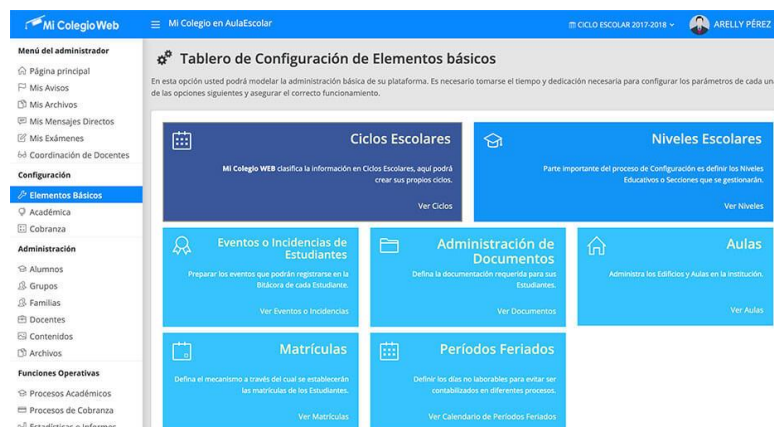 Mi ColegioWeb
Mi Colegio en AulaEscolar
CICLO ESCOLAR 2017-2018
ARELLY PÉREZ
Menú del administrador
Página principal
Mis Avisos
Mis Archivos
Mis Mensajes Directos
Mis Exámenes
Coordinación de Docentes
Configuración
Elementos Básicos
Académica
Cobranza
Administración
Alumnos
Grupos
Familias
Docentes
Contenidos
Archivos
Funciones Operativas
Procesos Académicos
Procesos de Cobranza
Estadísticas e Informes
Tablero de Configuración de Elementos básicos
En esta opción usted podrá modelar la administración básica de su plataforma. Es necesario tomarse el tiempo y dedicación necesaria para configurar los parámetros de cada un
de las opciones siguientes y asegurar el correcto funcionamiento.
Ciclos Escolares
Mi Colegio WEB clasifica la información en Ciclos Escolares, aquí podrá
crear sus propios ciclos.
Ver Ciclos
Niveles Escolares
Parte importante del proceso de Configuración es definir los Niveles
Educativos o Secciones que se gestionarán.
Ver Niveles
Eventos o Incidencias de
Estudiantes
Preparar los eventos que podrán registrarse en la
Bitácora de cada Estudiante.
Ver Eventos o Incidencias
Administración de
Documentos
Defina la documentación requerida para sus
Estudiantes.
Ver Documentos
Aulas
Administra los Edificios y Aulas en la institución.
Ver Aulas
Matrículas
Defina el mecanismo a través del cual se establecerán
las matrículas de los Estudiantes.
Ver Matrículas
Períodos Feriados
Definir los días no laborables para evitar ser
contabilizados en diferentes procesos.
Ver Calendario de Períodos Feriados